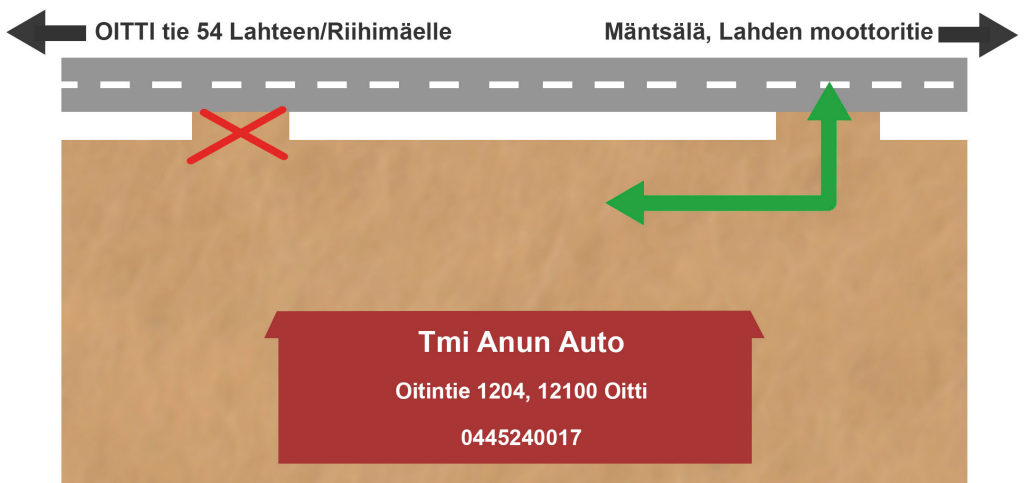 OITTI tie 54 Lahteen/Riihimäelle
Mäntsälä, Lahden moottoritie
Tmi Anun Auto
Oitintie 1204, 12100 Oitti
0445240017